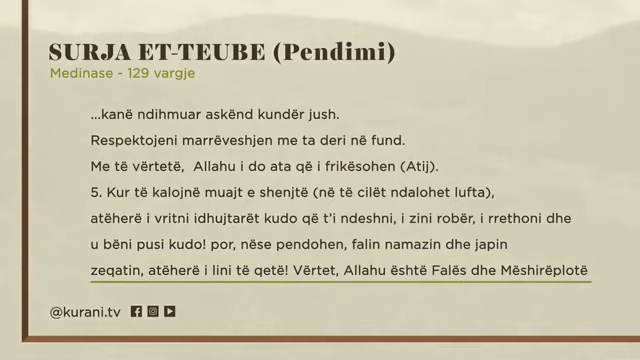 SURJA ET-TEUBE (Pendimi)
Medinase - 129 vargje
...kanë ndihmuar askënd kundër jush.
Respektojeni marrëveshjen me ta deri në fund.
Me të vërtetë,  Allahu i do ata që i frikësohen (Atij).
5. Kur të kalojnë muajt e shenjtë (në të cilët ndalohet lufta),
atëherë i vritni idhujtarët kudo që t'i ndeshni, i zini robër, i rrethoni dhe
u bëni pusi kudo! por, nëse pendohen, falin namazin dhe japin
zeqatin, atëherë i lini të qetë! Vërtet, Allahu është Falës dhe Mëshirëplotë
@kurani.tv